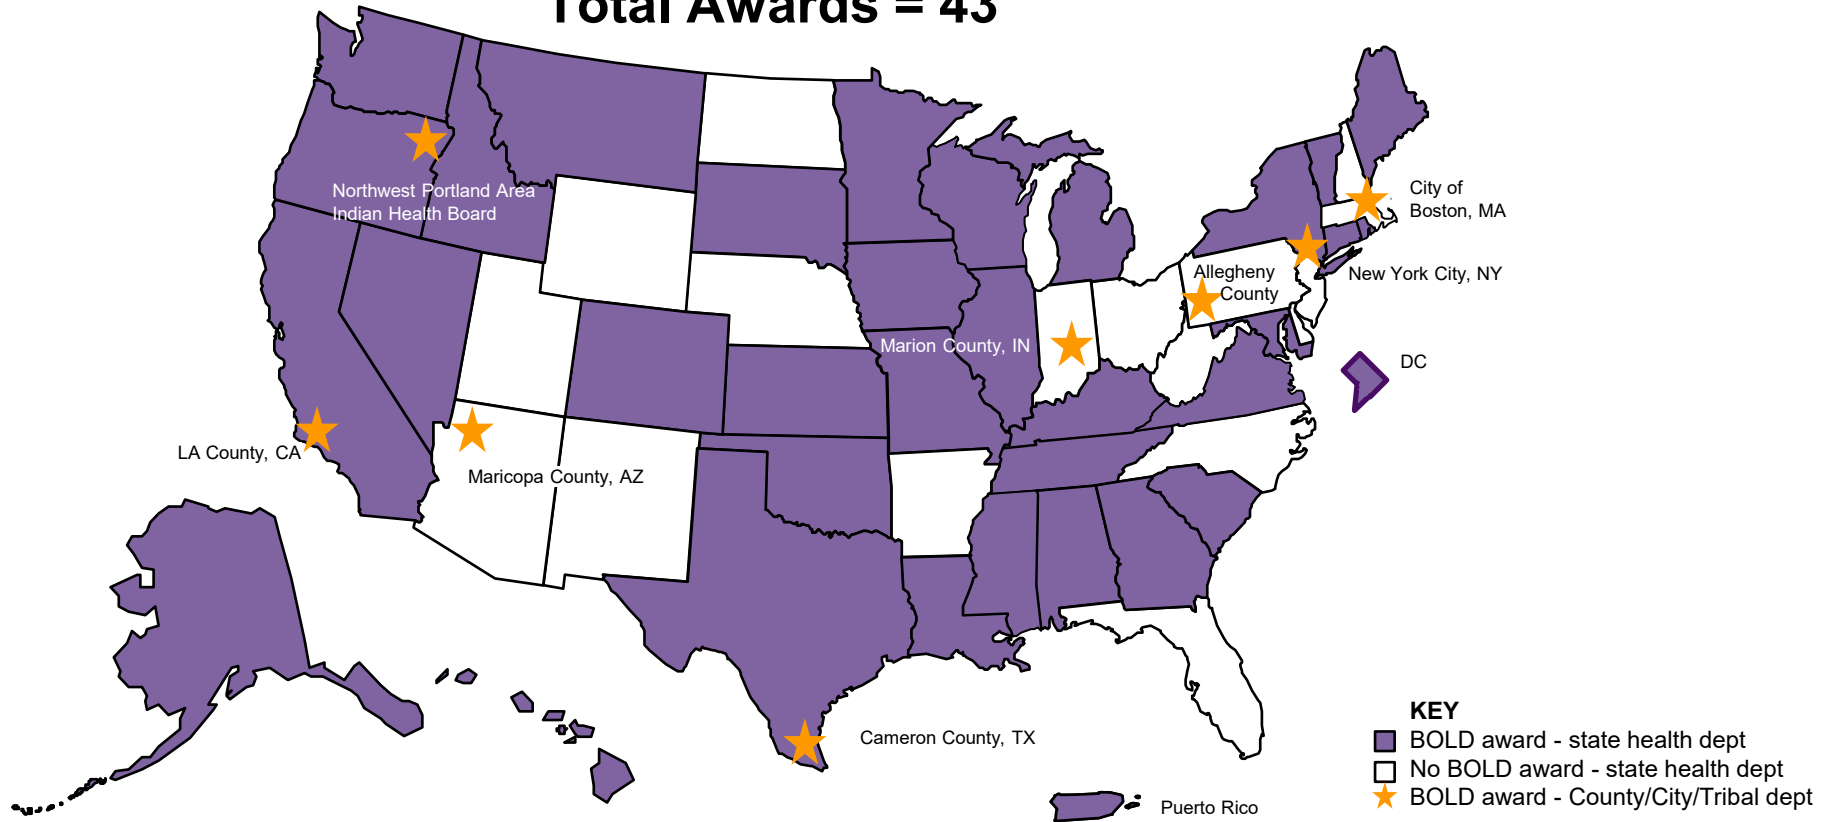 Total Awards = 43
Northwest Portland Area
Indian Health Board
City of
Boston, MA
Allegheny
County
New York City, NY
Marion County, IN
DC
LA County, CA
Maricopa County, AZ
Cameron County, TX
Puerto Rico
KEY
BOLD award - state health dept
No BOLD award - state health dept
BOLD award - County/City/Tribal dept